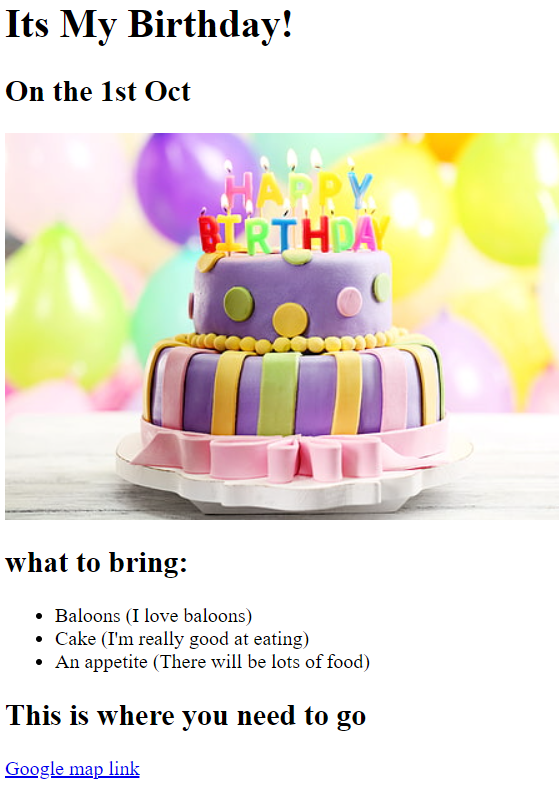 Its My Birthday!
On the 1st Oct
HAPPY
BIRTHDAY
what to bring:
Baloons (I love baloons)
Cake (I'm really good at eating)
An appetite (There will be lots of food)
This is where you need to go
Google map link